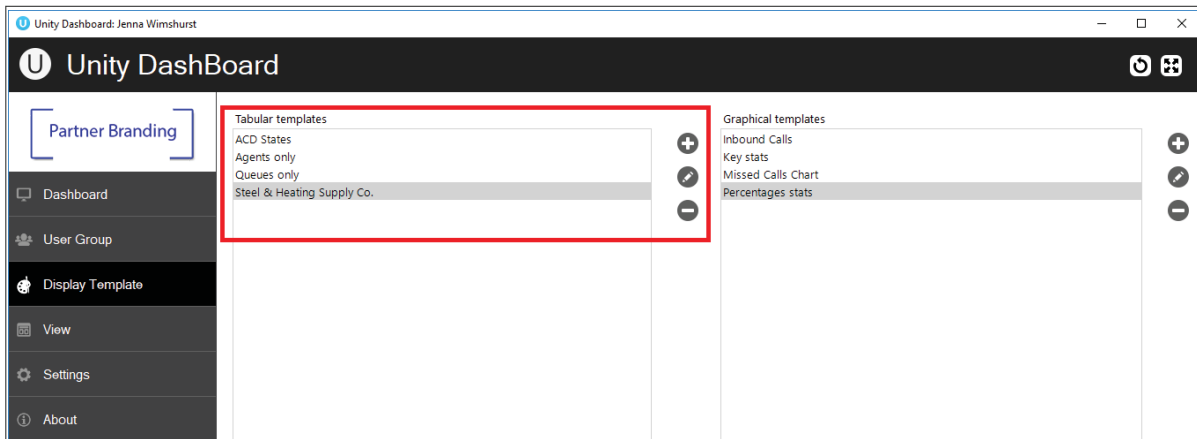 Unity Dashboard: Jenna Wimshurst
U Unity DashBoard
Partner Branding
Dashboard
User Group
Display Template
View
Settings
About
Tabular templates
ACD States
Agents only
Queues only
Steel & Heating Supply Co.
Graphical templates
Inbound Calls
Key stats
Missed Calls Chart
Percentages stats